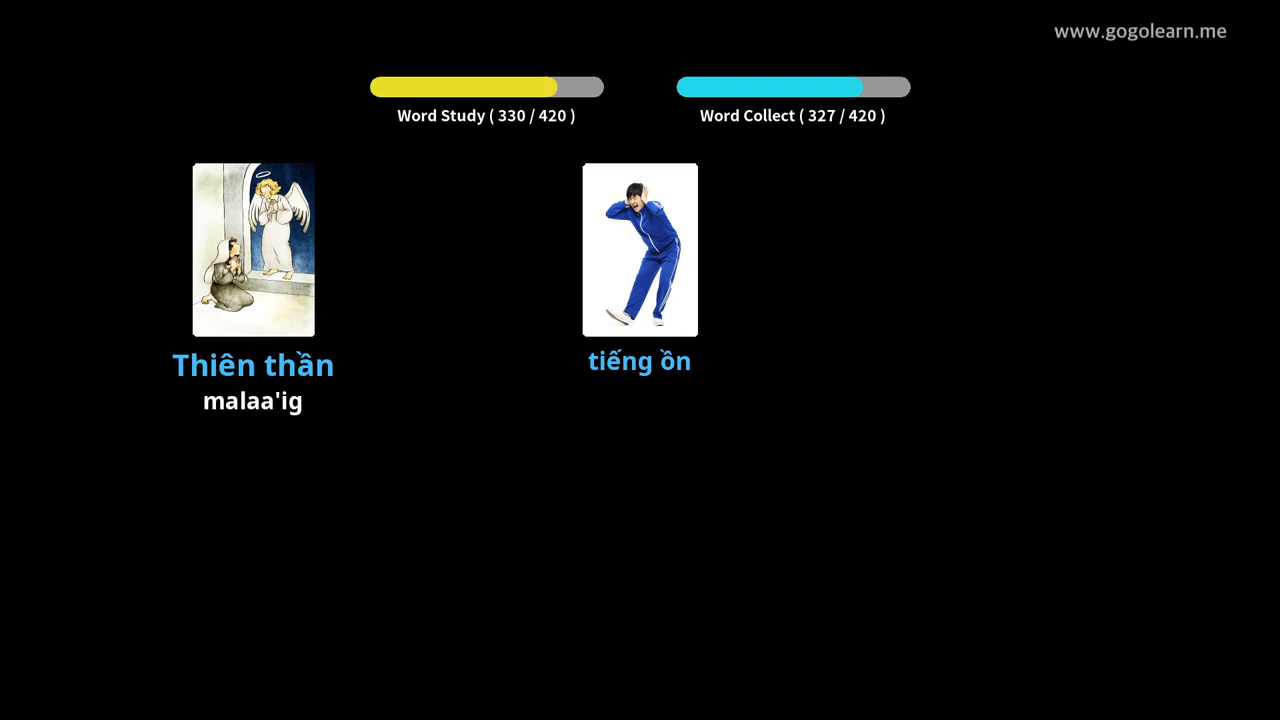 www.gogolearn.me
Word Study ( 330 / 420 )
Word Collect ( 327 / 420 )
Thiên thần
malaa'ig
tiếng ồn